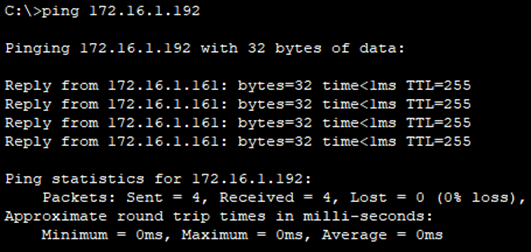 C:\>ping 172.16.1.192
Pinging 172.16.1.192 with 32 bytes of data:
Reply from 172.16.1.161: bytes=32 time<1ms TTL=255
Reply from 172.16.1.161: bytes=32 time<1ms TTL=255
Reply from 172.16.1.161: bytes=32 time<1ms TTL=255
Reply from 172.16.1.161: bytes=32 time<1ms TTL=255
Ping statistics for 172.16.1.192:
Packets: Sent = 4, Received = 4, Lost = 0 (0% loss),
Approximate round trip times in milli-seconds:
Minimum = 0ms, Maximum = 0ms, Average = 0ms